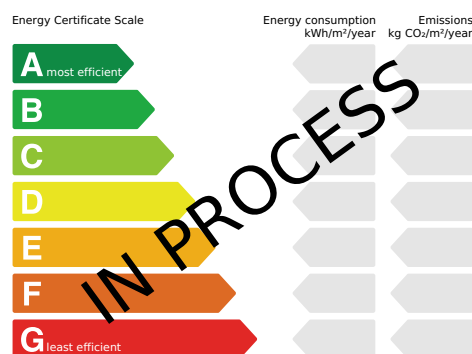 Energy Certificate Scale
Energy consumption
kWh/m²/year
Emissions
kg CO₂/m²/year
A most efficient
B
C
D
E
F
G least efficient
IN PROCESS